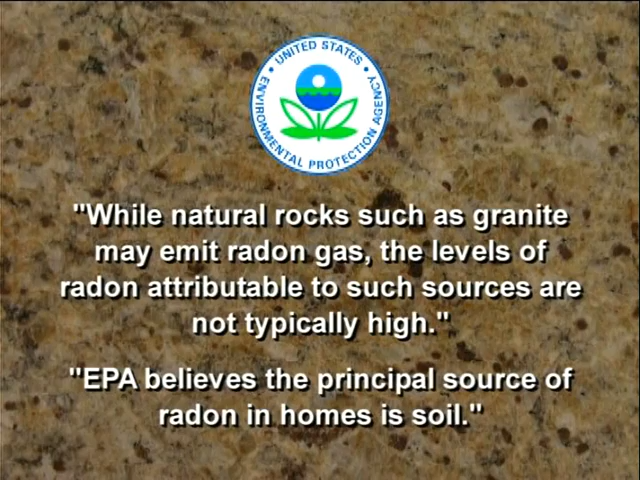 UNITED STATES
ENVIRONMENTAL PROTECTION AGENCY
"While natural rocks such as granite
may emit radon gas, the levels of
radon attributable to such sources are
not typically high."
"EPA believes the principal source of
radon in homes is soil."